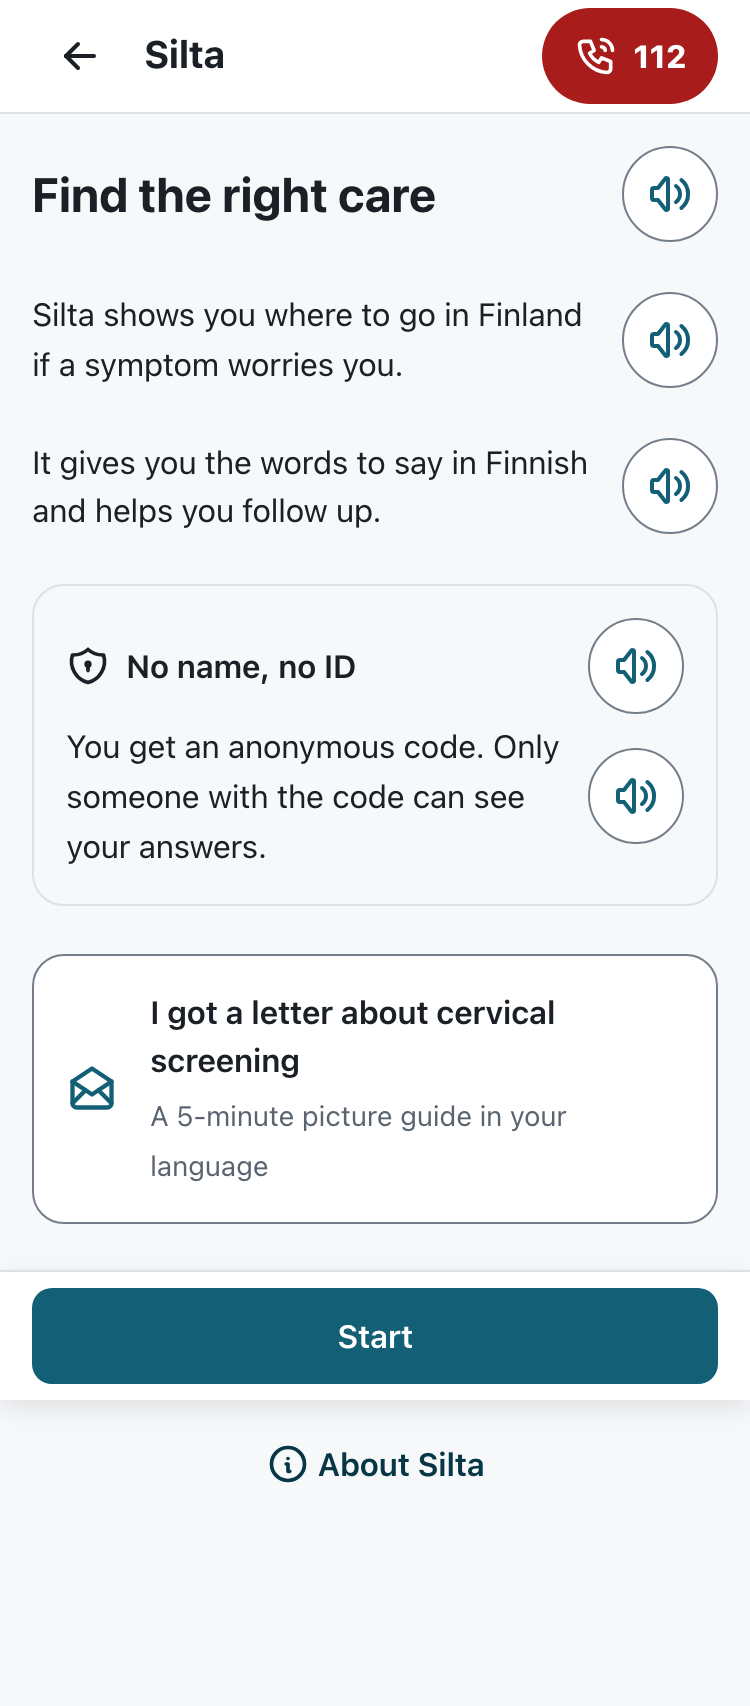 Silta
112
Find the right care
Silta shows you where to go in Finland
if a symptom worries you.
It gives you the words to say in Finnish
and helps you follow up.
No name, no ID
You get an anonymous code. Only
someone with the code can see
your answers.
I got a letter about cervical
screening
A 5-minute picture guide in your
language
Start
About Silta